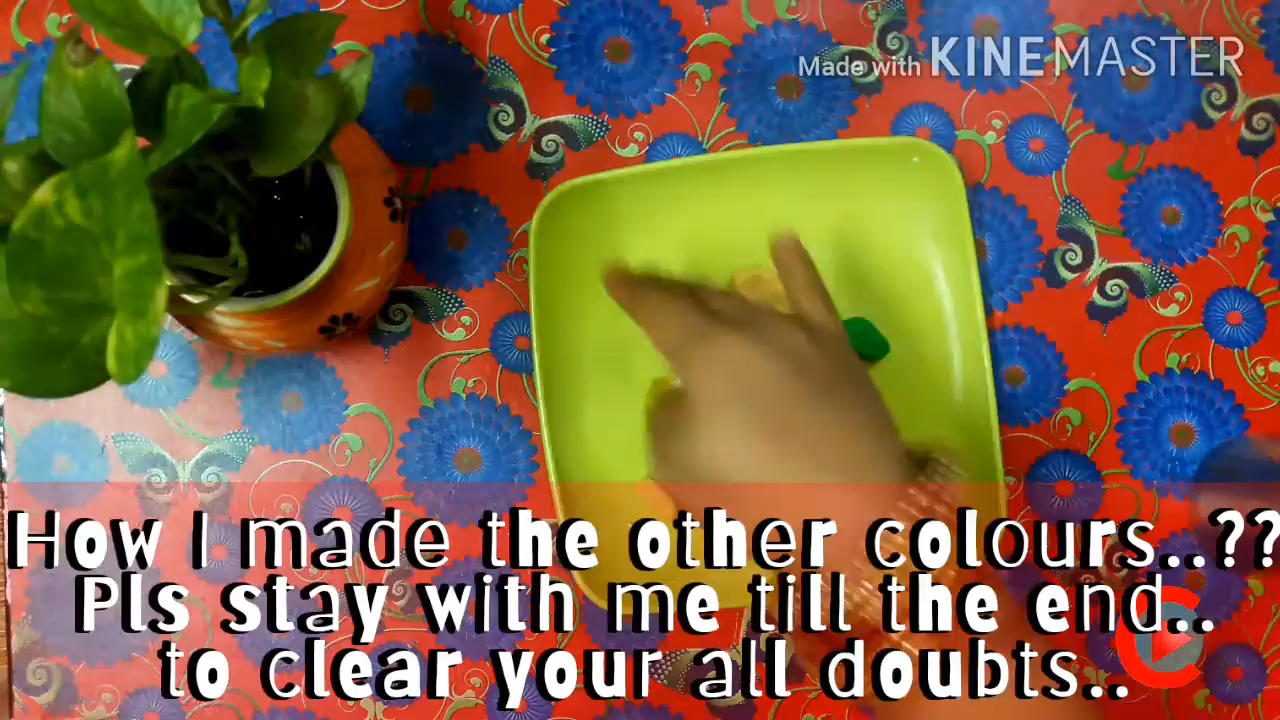 Made with KINEMASTER
How I made the other colours..??
Pls stay with me till the end..
to clear your all doubts..